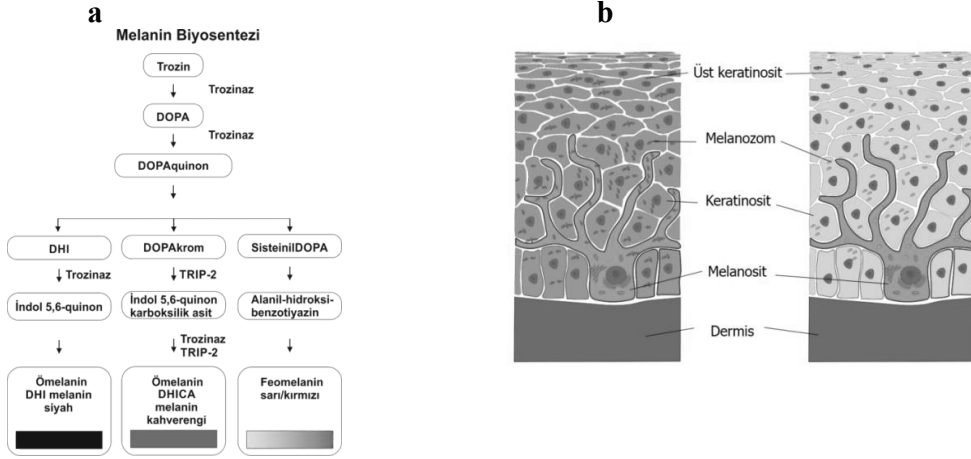 a
Melanin Biyosentezi
Trozin
Trozinaz
DOPA
Trozinaz
DOPAquinon
DHI
DOPAkrom
SisteinilDOPA
Trozinaz
TRIP-2
İndol 5,6-quinon
İndol 5,6-quinon
karboksilik asit
Alanil-hidroksi-
benzotiyazin
Trozinaz
TRIP-2
Ömelanin
DHI melanin
siyah
Ömelanin
DHICA
melanin
kahverengi
Feomelanin
sarı/kırmızı
b
Üst keratinosit
Melanozom
Keratinosit
Melanosit
Dermis